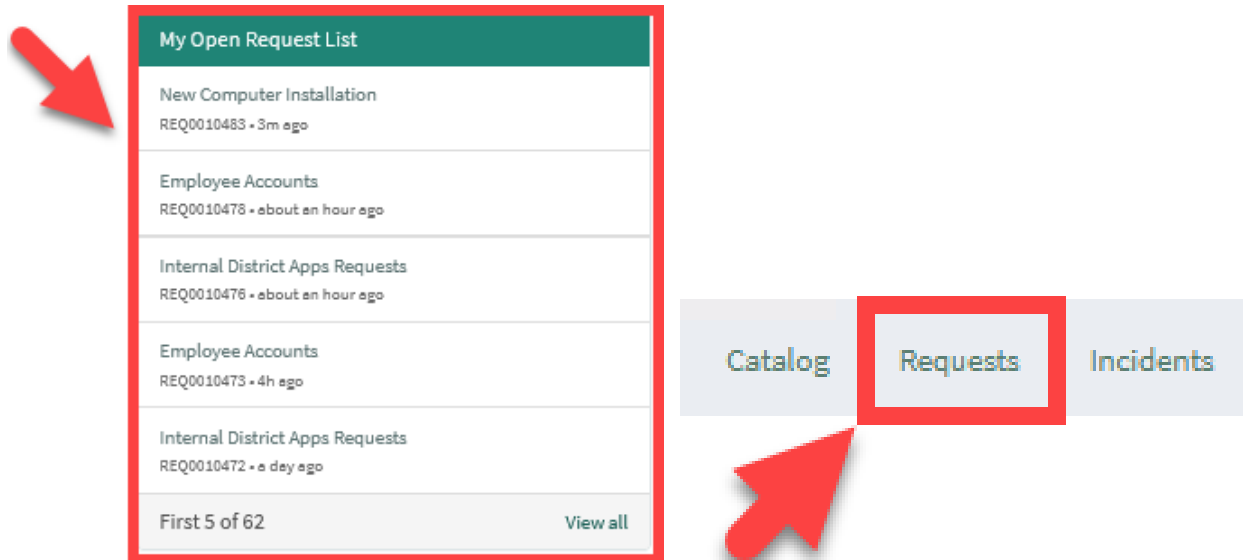 My Open Request List
New Computer Installation
REQ0010483 • 3m ago
Employee Accounts
REQ0010478 • about an hour ago
Internal District Apps Requests
REQ0010476 • about an hour ago
Employee Accounts
REQ0010473 • 4h ago
Internal District Apps Requests
REQ0010472 • a day ago
First 5 of 62 View all
Catalog Requests Incidents